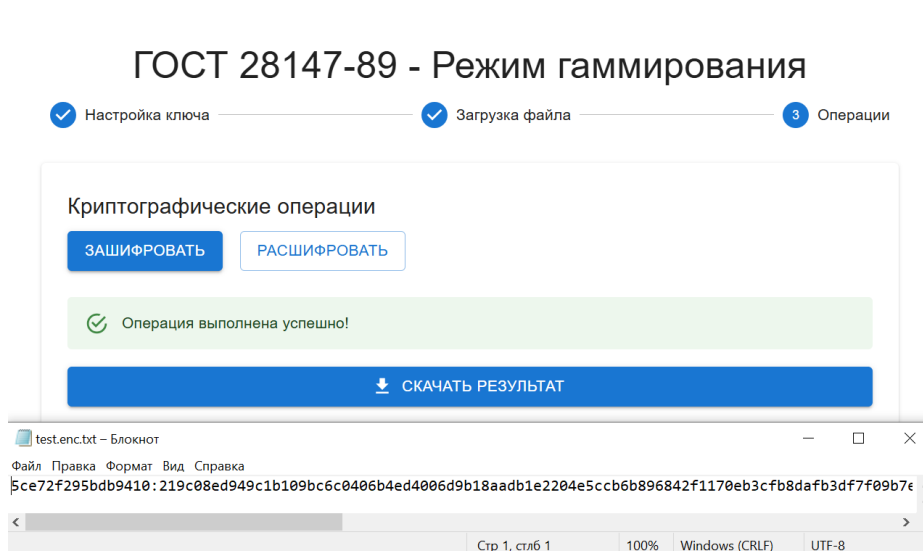 ГОСТ 28147-89 - Режим гаммирования
Настройка ключа
Загрузка файла
3 Операции
Криптографические операции
ЗАШИФРОВАТЬ
РАСШИФРОВАТЬ
Операция выполнена успешно!
СКАЧАТЬ РЕЗУЛЬТАТ
test.enc.txt – Блокнот
Файл Правка Формат Вид Справка
5ce72f295bdb9410:219c08ed949c1b109bc6c0406b4ed4006d9b18aadb1e2204e5ccb6b896842f1170eb3cfb8dafb3df7f09b7e
Стр 1, стлб 1 100% Windows (CRLF) UTF-8